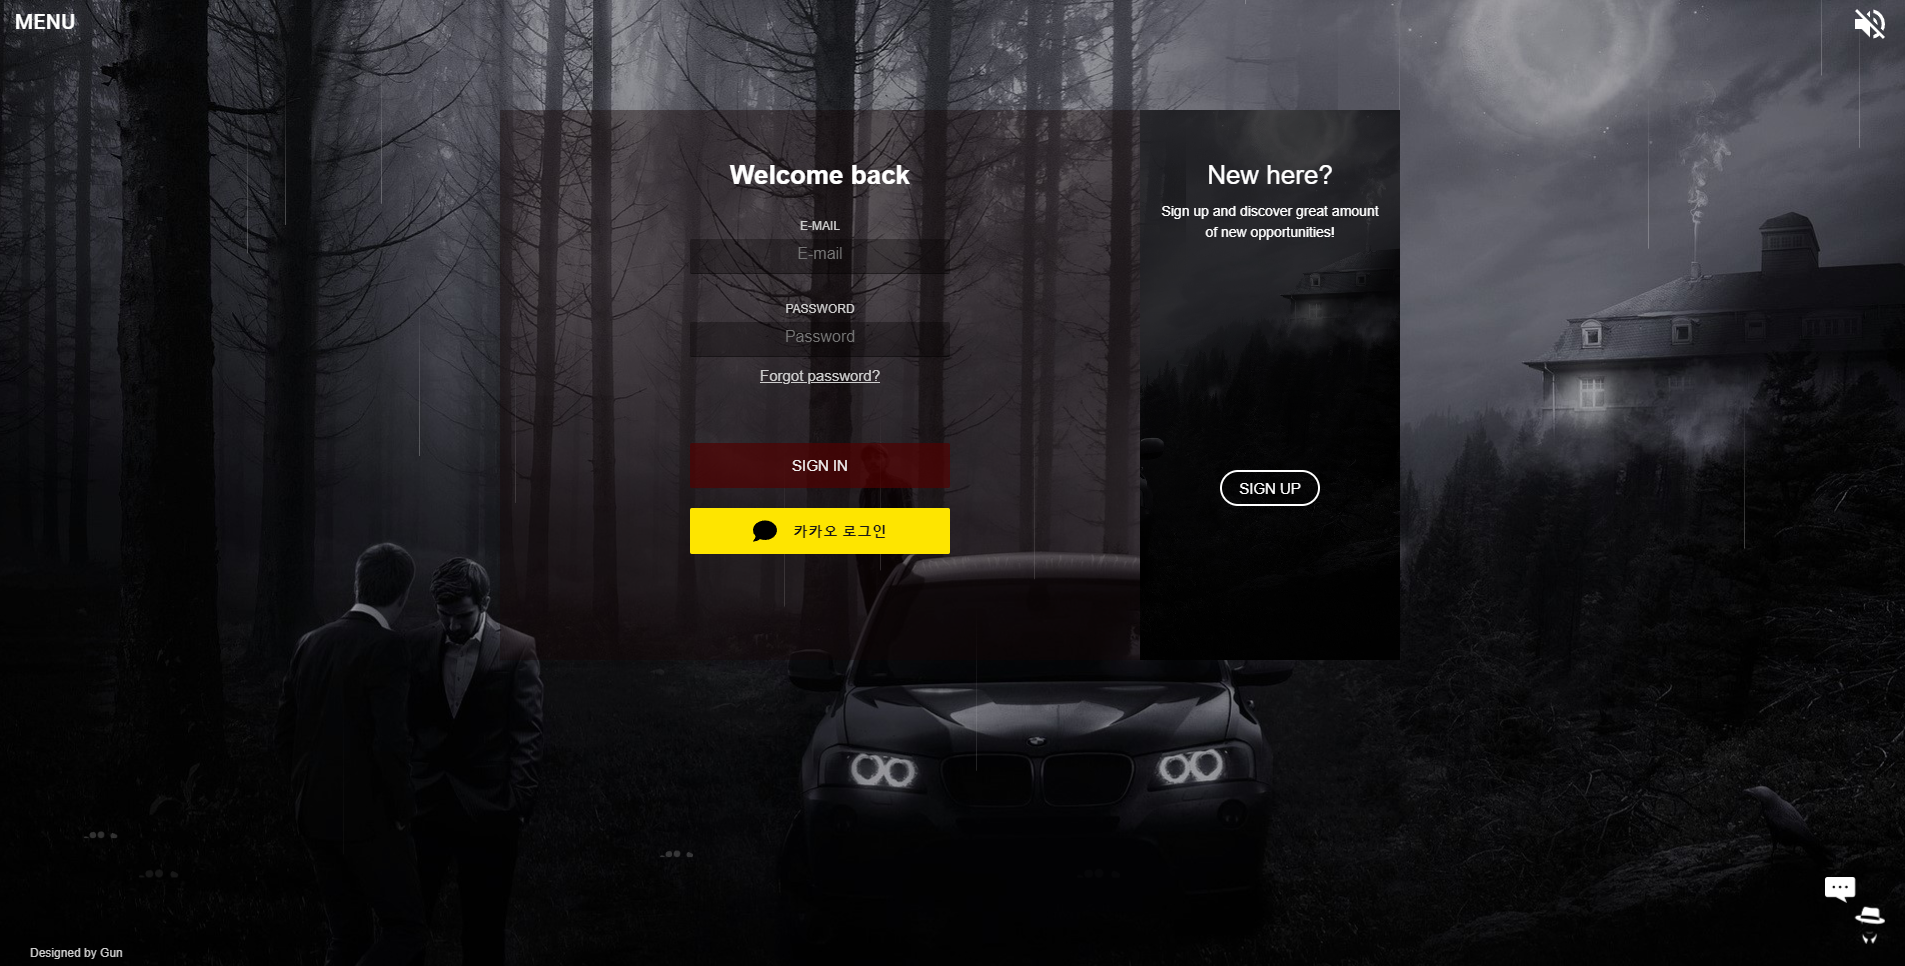 MENU
Welcome back
E-MAIL
E-mail
PASSWORD
Password
Forgot password?
SIGN IN
카카오 로그인
New here?
Sign up and discover great amount
of new opportunities!
SIGN UP
Designed by Gun